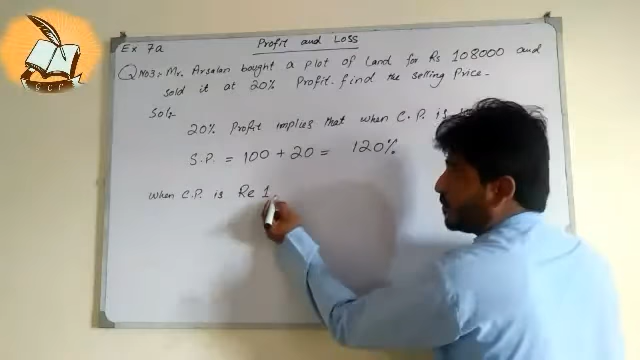 Ex 7a
Profit and Loss
Q No3:- Mr. Arsalan bought a plot of Land for Rs 108000 and
sold it at 20% Profit. find the selling Price-
Sol:-
20% Profit implies that when C.P. is
S.P. = 100 + 20 = 120%
when C.P. is Re 1
G C P